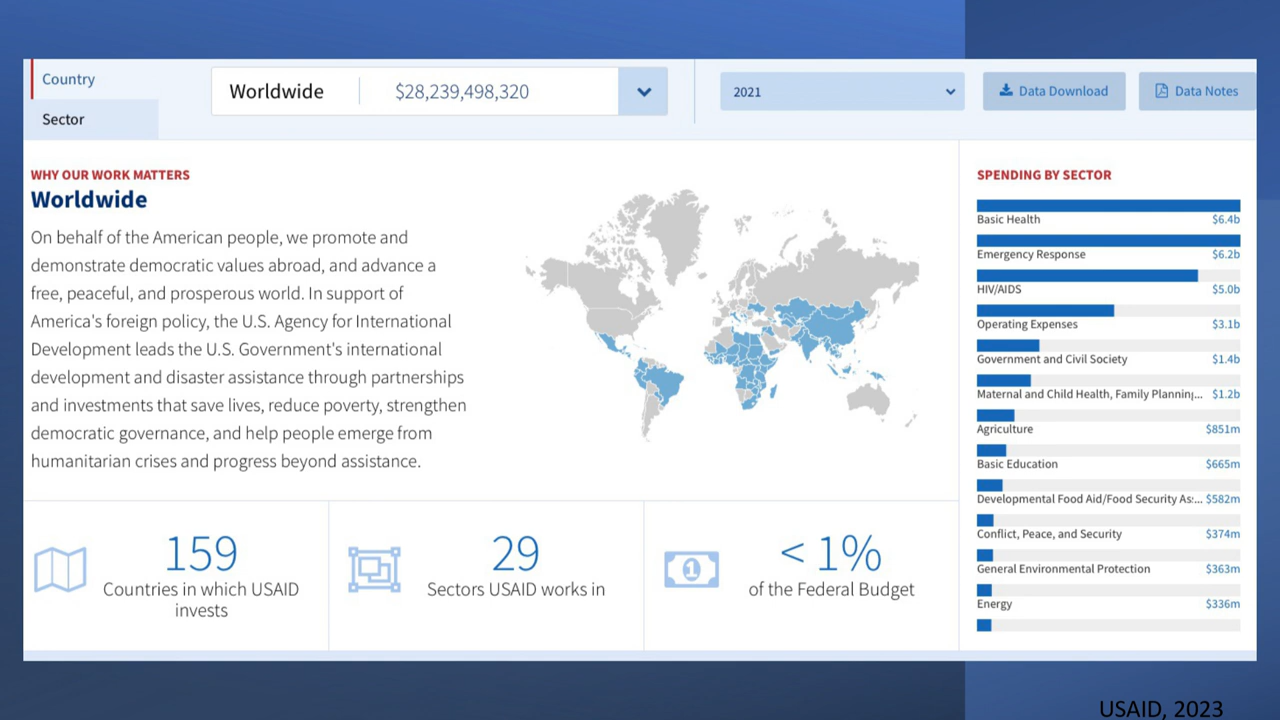 Country
Sector
Worldwide $28,239,498,320
2021
Data Download
Data Notes
WHY OUR WORK MATTERS
Worldwide
On behalf of the American people, we promote and
demonstrate democratic values abroad, and advance a
free, peaceful, and prosperous world. In support of
America's foreign policy, the U.S. Agency for International
Development leads the U.S. Government's international
development and disaster assistance through partnerships
and investments that save lives, reduce poverty, strengthen
democratic governance, and help people emerge from
humanitarian crises and progress beyond assistance.
159
Countries in which USAID
invests
29
Sectors USAID works in
1
< 1%
of the Federal Budget
SPENDING BY SECTOR
Basic Health $6.4b
Emergency Response $6.2b
HIV/AIDS $5.0b
Operating Expenses $3.1b
Government and Civil Society $1.4b
Maternal and Child Health, Family Planning... $1.2b
Agriculture $851m
Basic Education $665m
Developmental Food Aid/Food Security As... $582m
Conflict, Peace, and Security $374m
General Environmental Protection $363m
Energy $336m
USAID, 2023